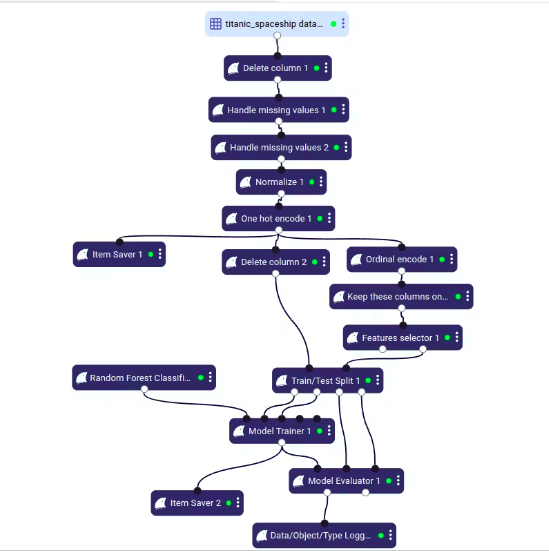 titanic_spaceship data...
Delete column 1
Handle missing values 1
Handle missing values 2
Normalize 1
One hot encode 1
Item Saver 1
Delete column 2
Ordinal encode 1
Keep these columns on...
Features selector 1
Random Forest Classifi...
Train/Test Split 1
Model Trainer 1
Model Evaluator 1
Item Saver 2
Data/Object/Type Logg...